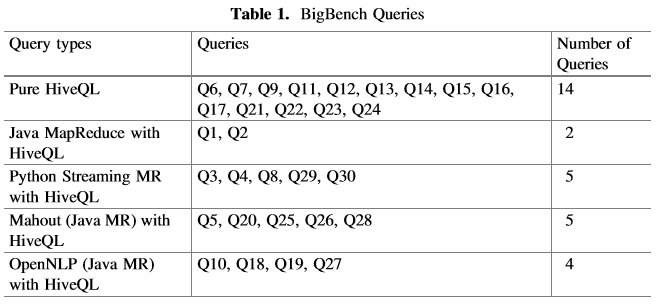 Table 1. BigBench Queries
Query types Queries Number of
Queries
Pure HiveQL Q6, Q7, Q9, Q11, Q12, Q13, Q14, Q15, Q16, 14
Q17, Q21, Q22, Q23, Q24
Java MapReduce with Q1, Q2 2
HiveQL
Python Streaming MR Q3, Q4, Q8, Q29, Q30 5
with HiveQL
Mahout (Java MR) with Q5, Q20, Q25, Q26, Q28 5
HiveQL
OpenNLP (Java MR) Q10, Q18, Q19, Q27 4
with HiveQL